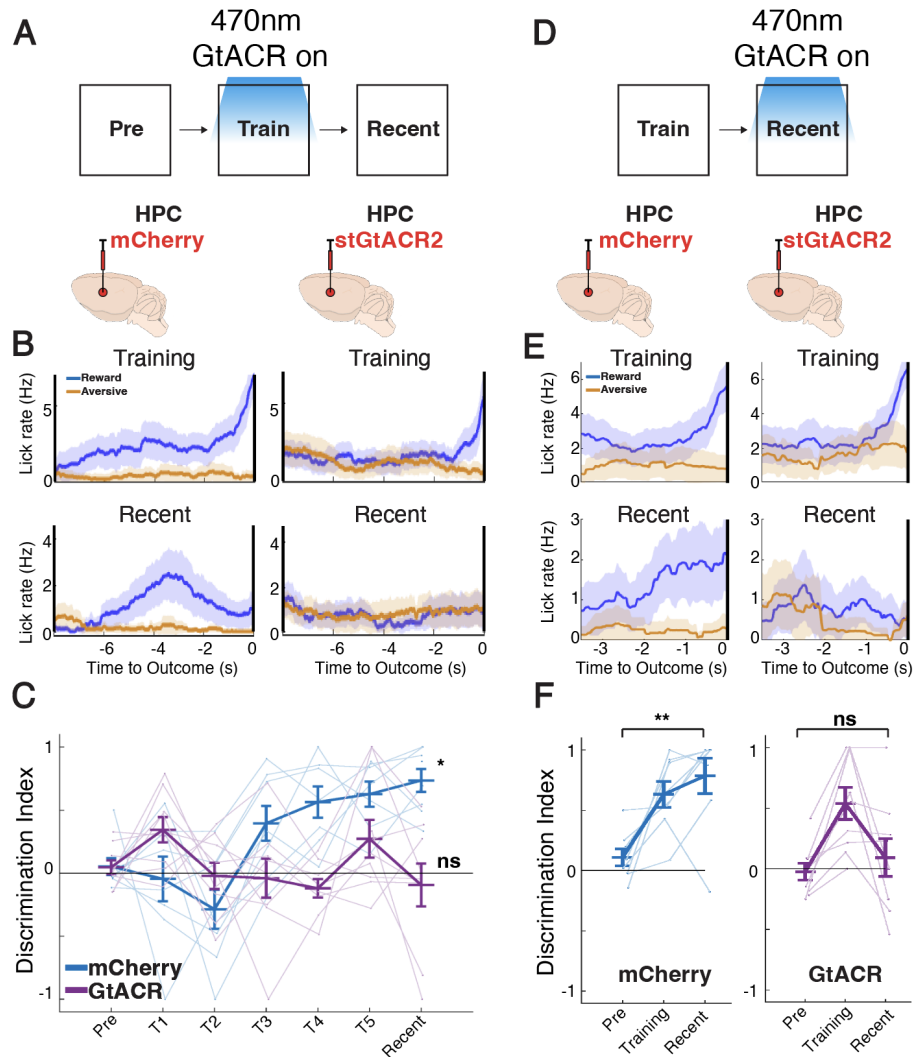 A
470nm
GtACR on
Pre
Train
Recent
HPC
mCherry
HPC
stGtACR2
B
Training
Training
Reward
Aversive
Lick rate (Hz)
5
0
5
0
Recent
Recent
Lick rate (Hz)
4
2
0
4
2
0
-6 -4 -2 0
-6 -4 -2 0
Time to Outcome (s)
Time to Outcome (s)
C
Discrimination Index
1
0
-1
*
ns
mCherry
GtACR
Pre
T1
T2
T3
T4
T5
Recent
D
470nm
GtACR on
Train
Recent
HPC
mCherry
HPC
stGtACR2
E
Training
Training
Reward
Aversive
Lick rate (Hz)
6
4
2
0
6
4
2
0
Recent
Recent
Lick rate (Hz)
3
2
1
0
3
2
1
0
-3 -2 -1 0
-3 -2 -1 0
Time to Outcome (s)
Time to Outcome (s)
F
Discrimination Index
**
1
0
-1
mCherry
Pre
Training
Recent
ns
1
0
-1
GtACR
Pre
Training
Recent